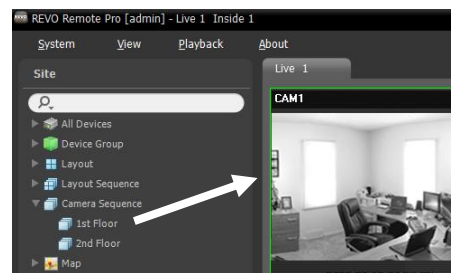 REVO Remote Pro [admin] - Live 1 Inside 1
System View Playback About
Site
Live 1
CAM1
All Devices
Device Group
Layout
Layout Sequence
Camera Sequence
1st Floor
2nd Floor
Map